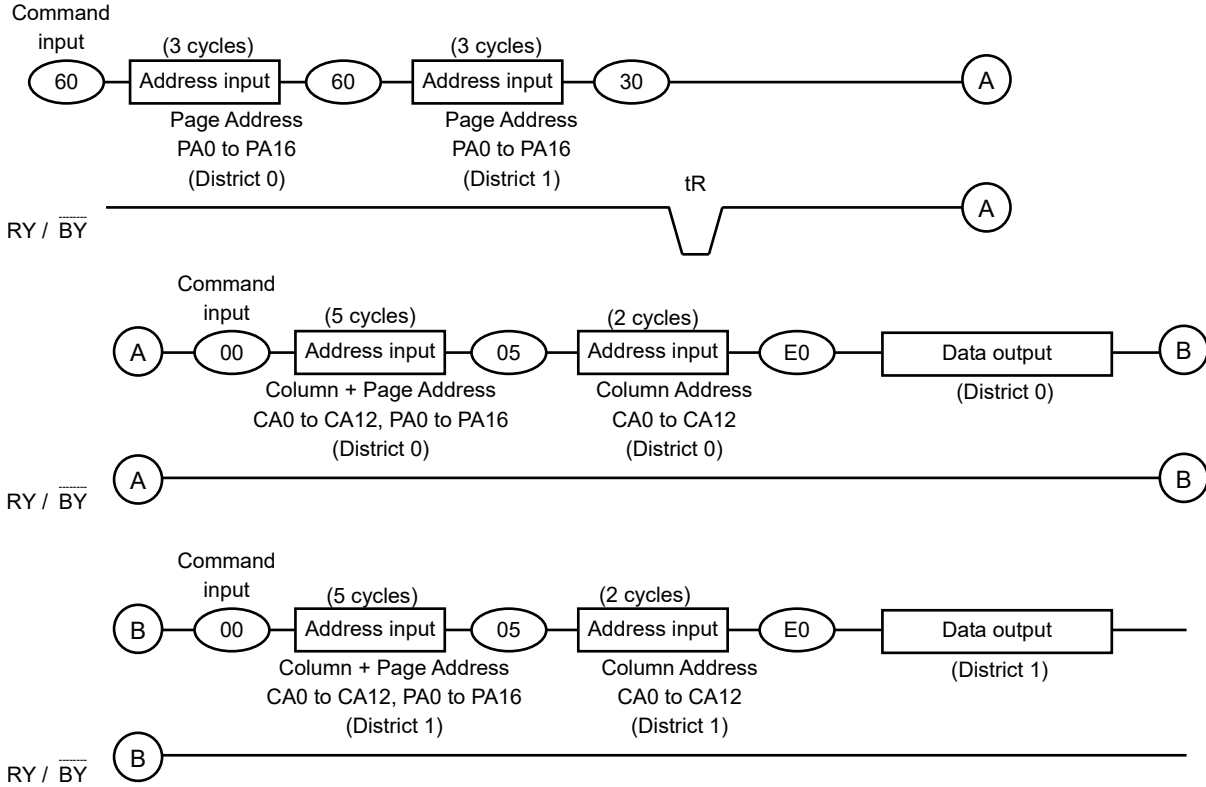 Command
input
(3 cycles) (3 cycles)
60 Address input 60 Address input 30 A
Page Address Page Address
PA0 to PA16 PA0 to PA16
(District 0) (District 1)
tR
RY / BY A
Command
input
(5 cycles) (2 cycles)
A 00 Address input 05 Address input E0 Data output B
Column + Page Address Column Address (District 0)
CA0 to CA12, PA0 to PA16 CA0 to CA12
(District 0) (District 0)
RY / BY A B
Command
input
(5 cycles) (2 cycles)
B 00 Address input 05 Address input E0 Data output
Column + Page Address Column Address (District 1)
CA0 to CA12, PA0 to PA16 CA0 to CA12
(District 1) (District 1)
RY / BY B